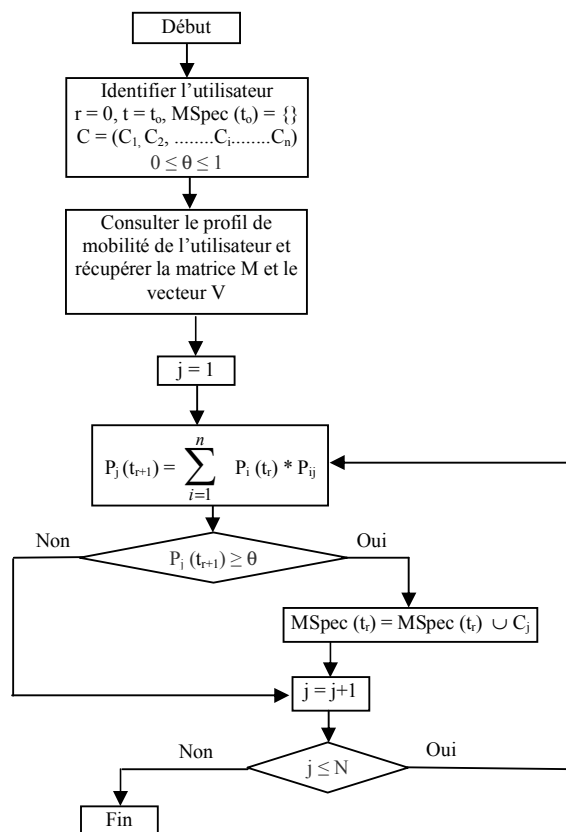 Début
Identifier l’utilisateur
r = 0, t = tₒ, MSpec (tₒ) = {}
C = (C₁, C₂, ........Cᵢ........Cₙ)
0 ≤ θ ≤ 1
Consulter le profil de
mobilité de l’utilisateur et
récupérer la matrice M et le
vecteur V
j = 1
Pⱼ (tᵣ₊₁) = ∑ⁿᵢ₌₁ Pᵢ (tᵣ) * Pᵢⱼ
Non
Oui
Pⱼ (tᵣ₊₁) ≥ θ
MSpec (tᵣ) = MSpec (tᵣ) ∪ Cⱼ
j = j+1
Non
Oui
j ≤ N
Fin